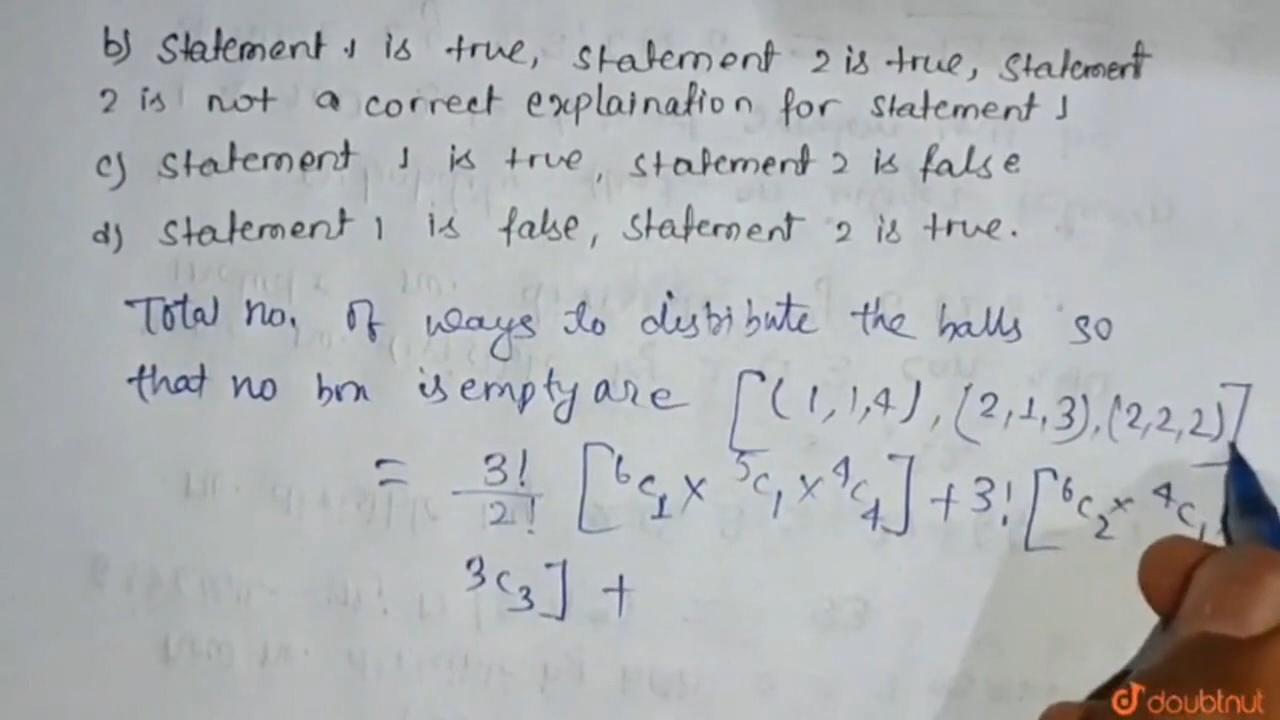 b) Statement 1 is true, Statement 2 is true, Statement
2 is not a correct explaination for Statement 1
c) Statement 1 is true, Statement 2 is false
d) Statement 1 is false, Statement 2 is true.
Total no. of ways to distribute the balls so
that no box is empty are [(1,1,4), (2,1,3), (2,2,2)]
= 3!/2! [⁶C₁ × ⁵C₁ × ⁴C₄] + 3! [⁶C₂ × ⁴C₁
³C₃] +
doubtnut